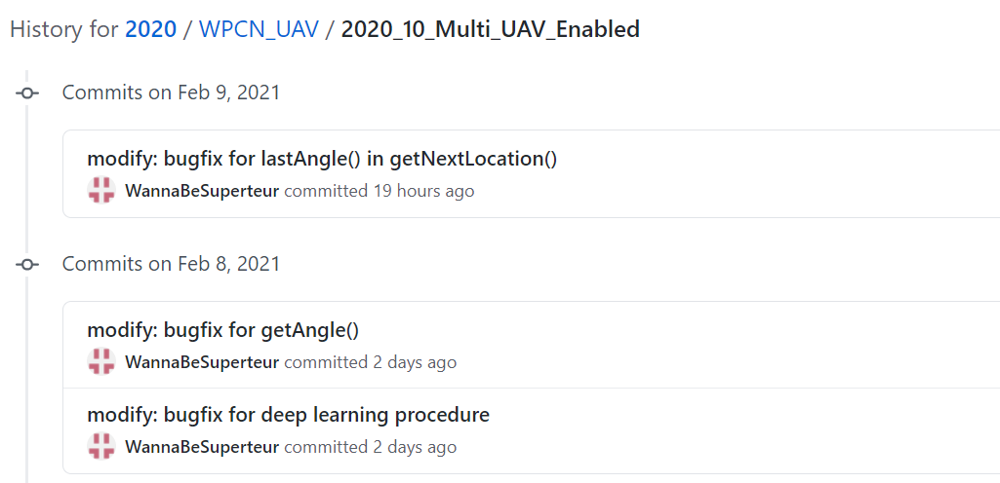 History for 2020 / WPCN_UAV / 2020_10_Multi_UAV_Enabled
Commits on Feb 9, 2021
modify: bugfix for lastAngle() in getNextLocation()
WannaBeSuperteur committed 19 hours ago
Commits on Feb 8, 2021
modify: bugfix for getAngle()
WannaBeSuperteur committed 2 days ago
modify: bugfix for deep learning procedure
WannaBeSuperteur committed 2 days ago